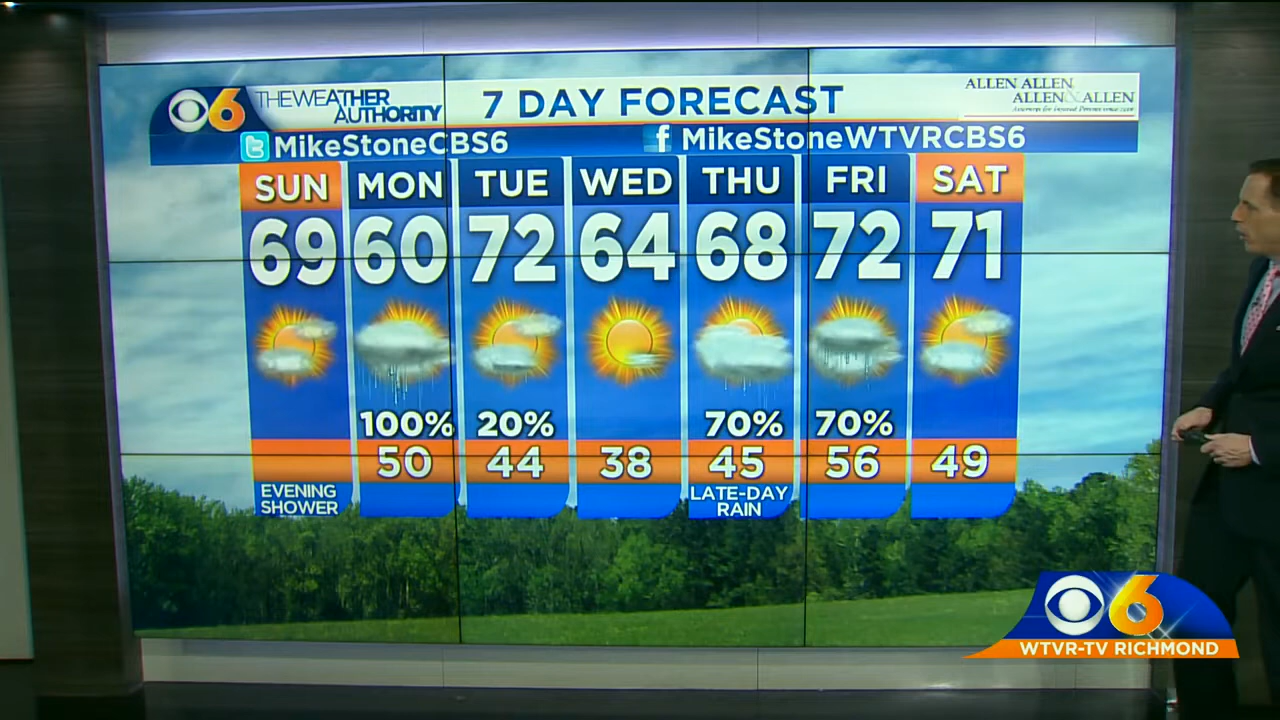 6 THE WEATHER AUTHORITY
7 DAY FORECAST
ALLEN, ALLEN,
ALLEN & ALLEN
MikeStoneCBS6
f MikeStoneWTVRCBS6
SUN MON TUE WED THU FRI SAT
69 60 72 64 68 72 71
100% 20% 70% 70%
50 44 38 45 56 49
EVENING
SHOWER
LATE-DAY
RAIN
6
WTVR-TV RICHMOND